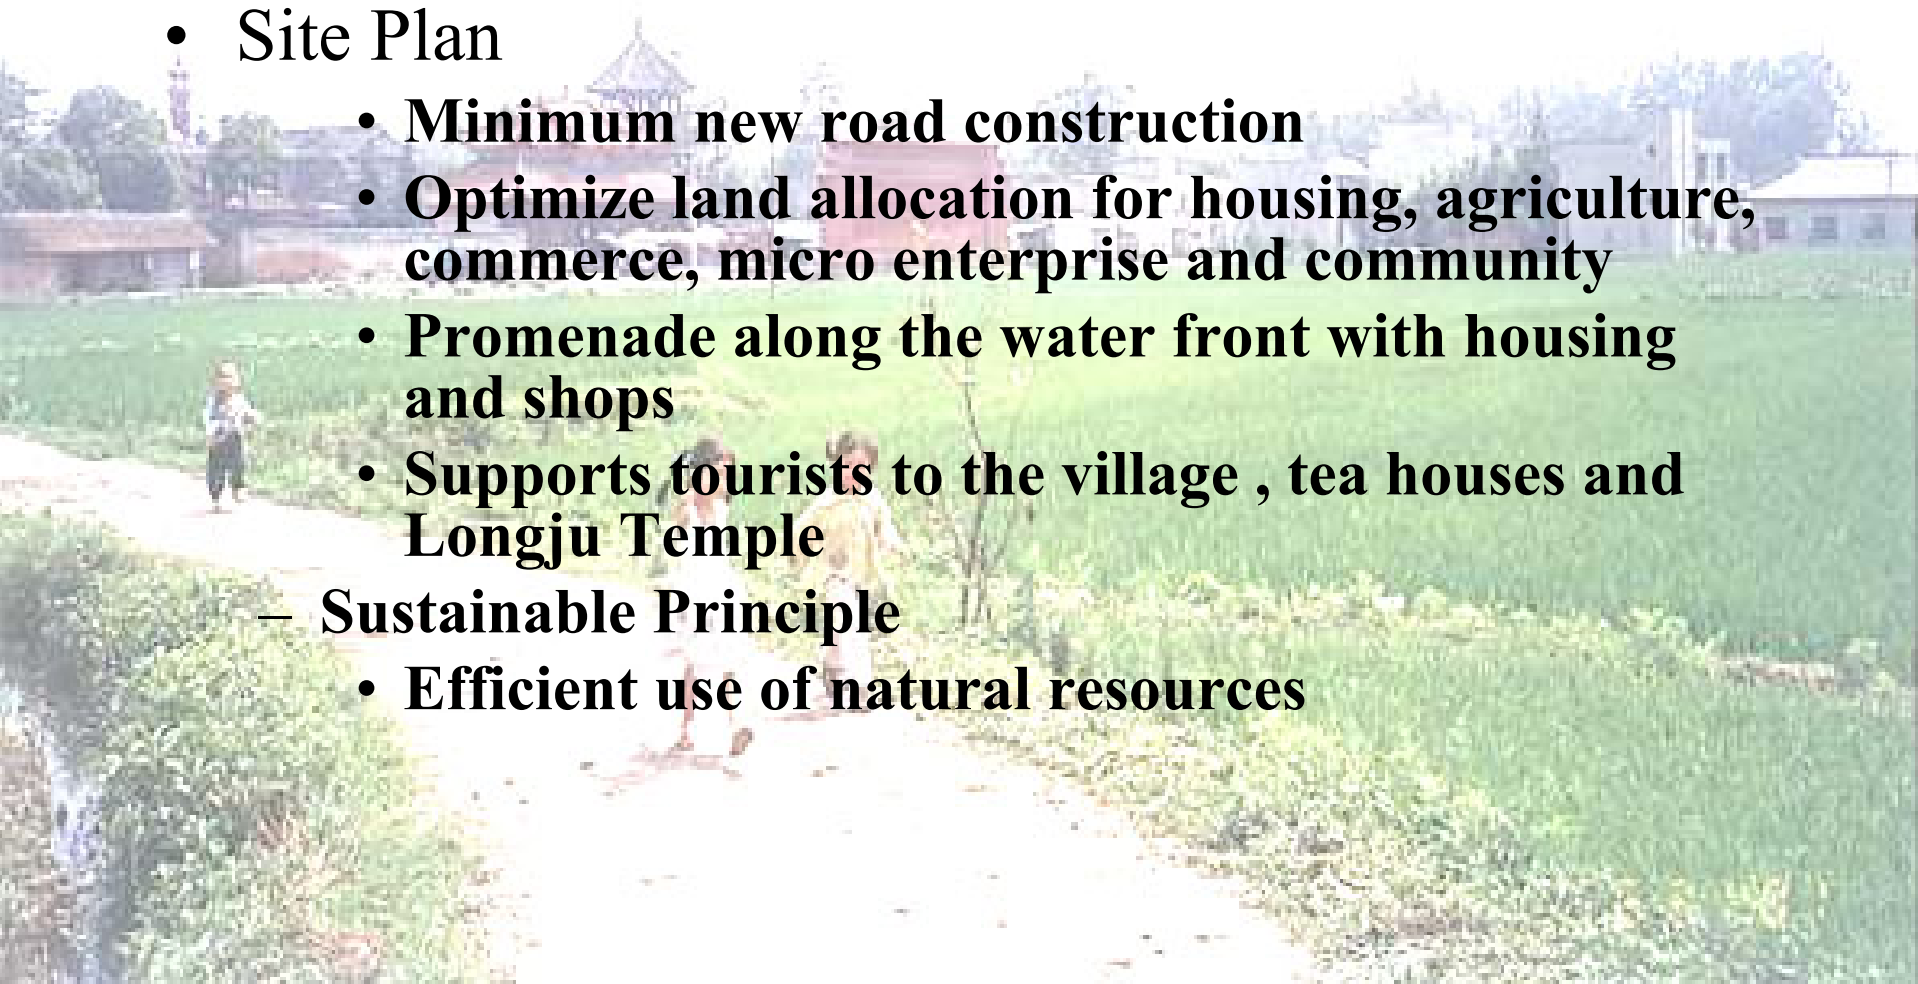 • Site Plan
• Minimum new road construction
• Optimize land allocation for housing, agriculture,
commerce, micro enterprise and community
• Promenade along the water front with housing
and shops
• Supports tourists to the village , tea houses and
Longju Temple
– Sustainable Principle
• Efficient use of natural resources